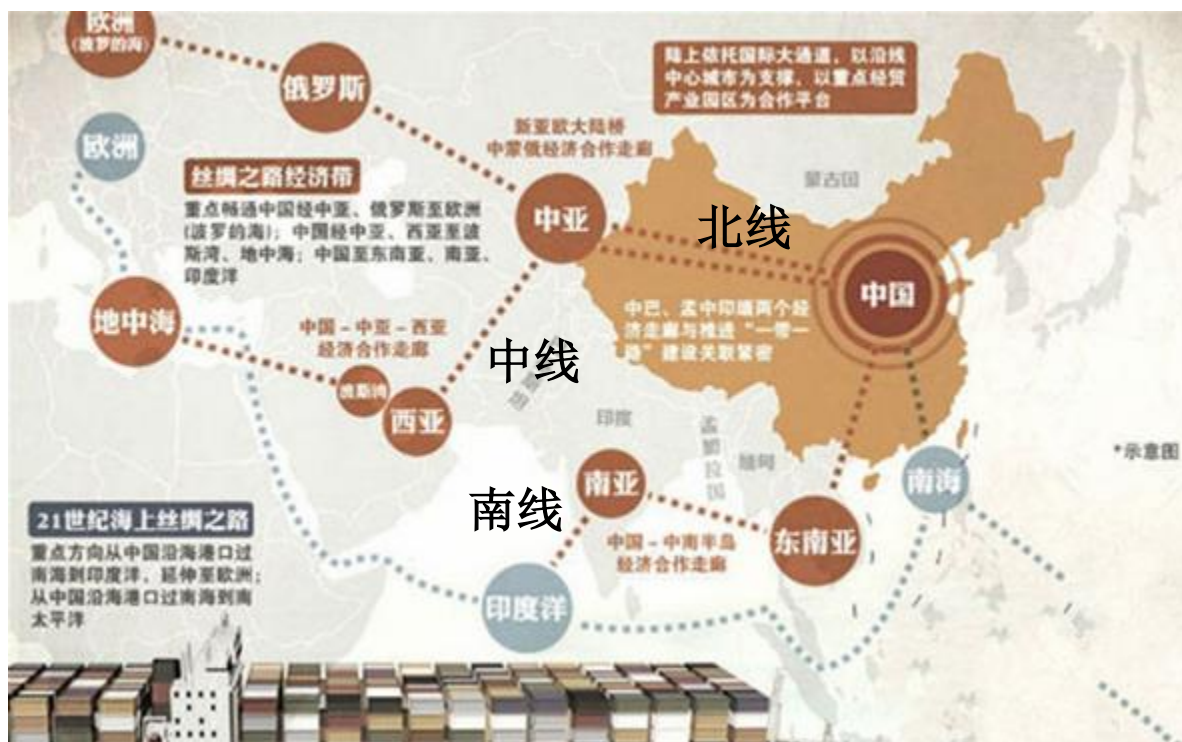 欧洲
(波罗的海)
俄罗斯
陆上依托国际大通道，以沿线
中心城市为支撑，以重点经贸
产业园区为合作平台
欧洲
新亚欧大陆桥
中蒙俄经济合作走廊
蒙古国
丝绸之路经济带
重点畅通中国经中亚、俄罗斯至欧洲
(波罗的海)；中国经中亚、西亚至波
斯湾、地中海；中国至东南亚、南亚、
印度洋
中亚
北线
中国
地中海
中国－中亚－西亚
经济合作走廊
中巴、孟中印缅两个经
济走廊与推进“一带一
路”建设关联紧密
中线
波斯湾
西亚
坦
印度
孟加拉国
缅甸
*示意图
南亚
南海
南线
21世纪海上丝绸之路
重点方向从中国沿海港口过
南海到印度洋，延伸至欧洲；
从中国沿海港口过南海到南
太平洋
中国－中南半岛
经济合作走廊
东南亚
印度洋